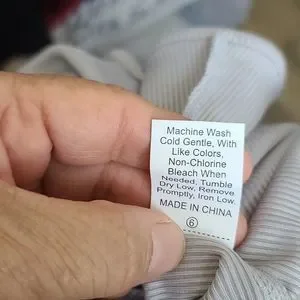 Machine Wash
Cold Gentle, With
Like Colors,
Non-Chlorine
Bleach When
Needed, Tumble
Dry Low, Remove
Promptly, Iron Low.
MADE IN CHINA
6